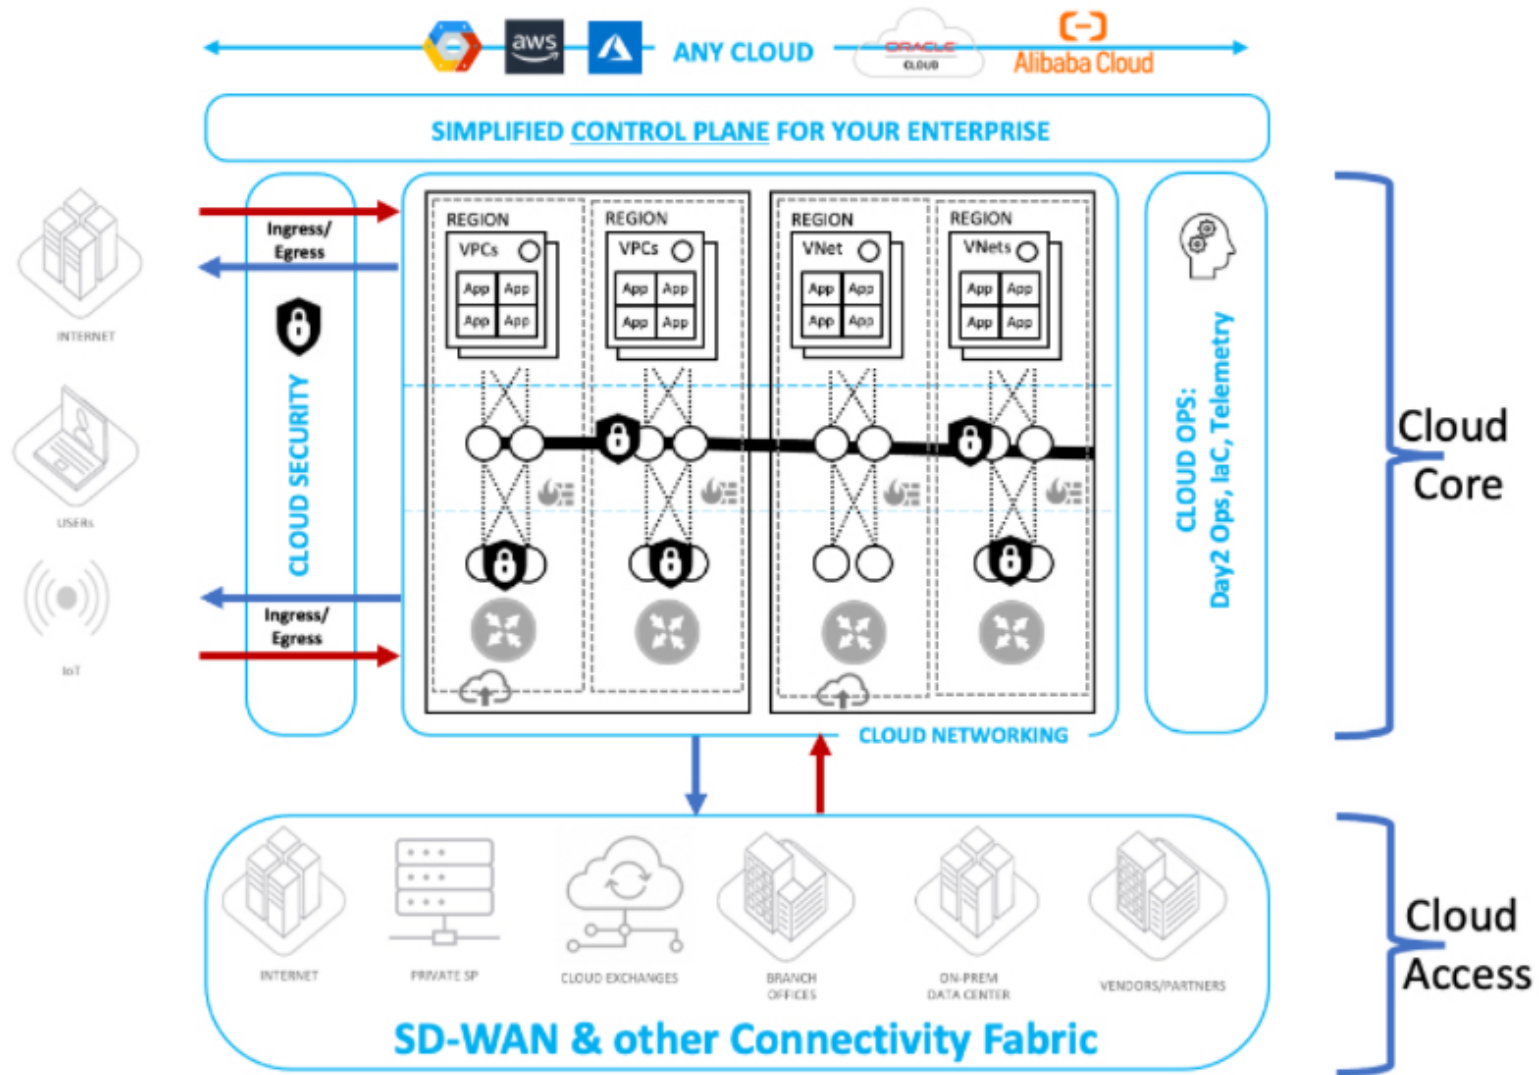 aws
ANY CLOUD
ORACLE
CLOUD
Alibaba Cloud
SIMPLIFIED CONTROL PLANE FOR YOUR ENTERPRISE
INTERNET
USERs
IoT
Ingress/
Egress
CLOUD SECURITY
Ingress/
Egress
REGION
VPCs
App App
App App
REGION
VPCs
App App
App App
REGION
VNet
App App
App App
REGION
VNets
App App
App App
CLOUD NETWORKING
CLOUD OPS:
Day2 Ops, IaC, Telemetry
Cloud
Core
INTERNET
PRIVATE SP
CLOUD EXCHANGES
BRANCH
OFFICES
ON-PREM
DATA CENTER
VENDORS/PARTNERS
SD-WAN & other Connectivity Fabric
Cloud
Access